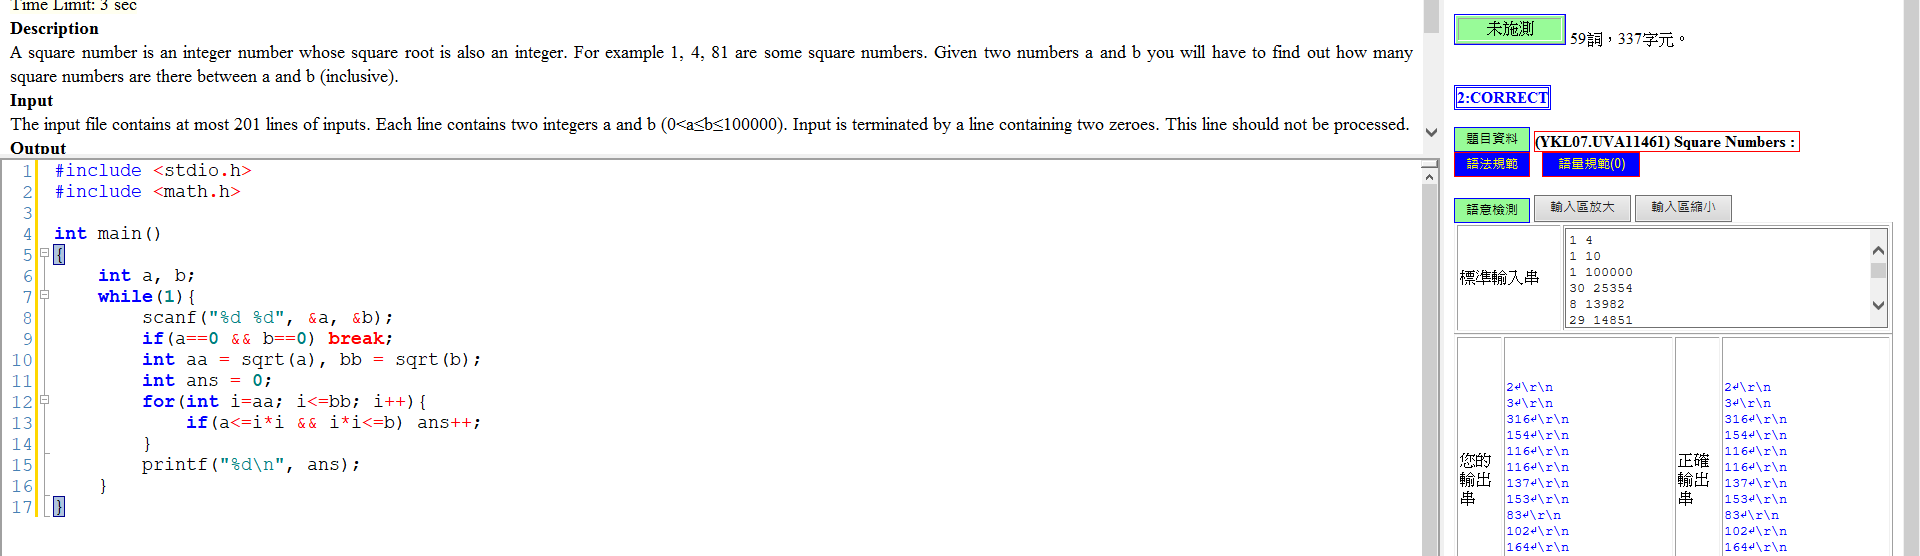 Time Limit: 3 sec
Description
A square number is an integer number whose square root is also an integer. For example 1, 4, 81 are some square numbers. Given two numbers a and b you will have to find out how many
square numbers are there between a and b (inclusive).
Input
The input file contains at most 201 lines of inputs. Each line contains two integers a and b (0<a≤b≤100000). Input is terminated by a line containing two zeroes. This line should not be processed.
Output
1 #include <stdio.h>
2 #include <math.h>
3
4 int main()
5 {
6     int a, b;
7     while(1){
8         scanf("%d %d", &a, &b);
9         if(a==0 && b==0) break;
10         int aa = sqrt(a), bb = sqrt(b);
11         int ans = 0;
12         for(int i=aa; i<=bb; i++){
13             if(a<=i*i && i*i<=b) ans++;
14         }
15         printf("%d\n", ans);
16     }
17 }
未施測 59詞，337字元。
2:CORRECT
題目資料 (YKL07.UVA11461) Square Numbers :
語法規範 語量規範(0)
語意檢測 輸入區放大 輸入區縮小
標準輸入串
1 4
1 10
1 100000
30 25354
8 13982
29 14851
您的輸出串
2↵\r\n
3↵\r\n
316↵\r\n
154↵\r\n
116↵\r\n
116↵\r\n
137↵\r\n
153↵\r\n
83↵\r\n
102↵\r\n
164↵\r\n
正確輸出串
2↵\r\n
3↵\r\n
316↵\r\n
154↵\r\n
116↵\r\n
116↵\r\n
137↵\r\n
153↵\r\n
83↵\r\n
102↵\r\n
164↵\r\n